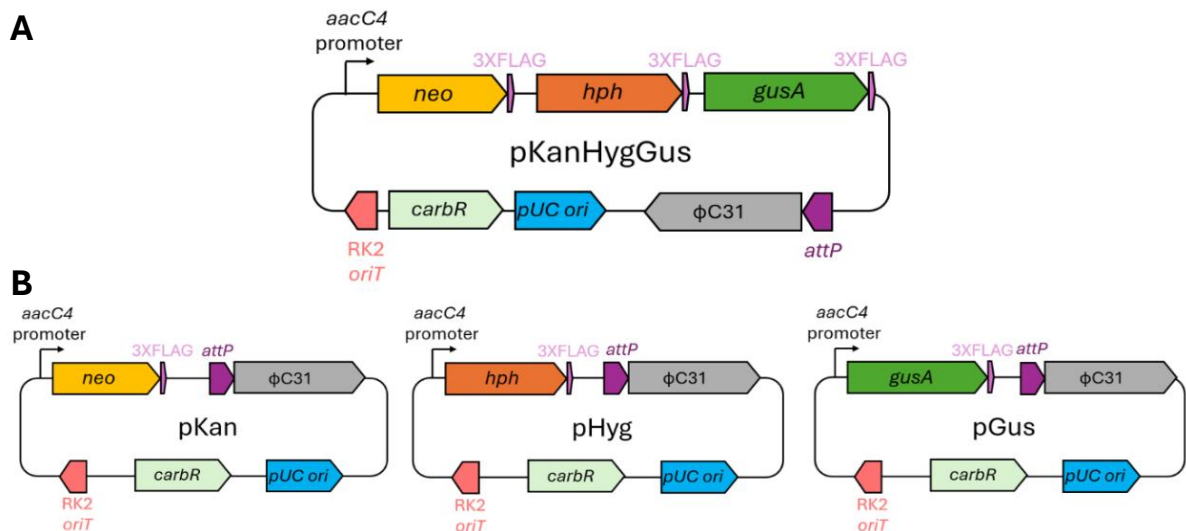 A
aacC4
promoter
3XFLAG 3XFLAG 3XFLAG
neo hph gusA
pKanHygGus
carbR pUC ori ϕC31
RK2
oriT
attP
B
aacC4
promoter
3XFLAG attP
neo ϕC31
pKan
carbR pUC ori
RK2
oriT
aacC4
promoter
3XFLAG attP
hph ϕC31
pHyg
carbR pUC ori
RK2
oriT
aacC4
promoter
3XFLAG attP
gusA ϕC31
pGus
carbR pUC ori
RK2
oriT